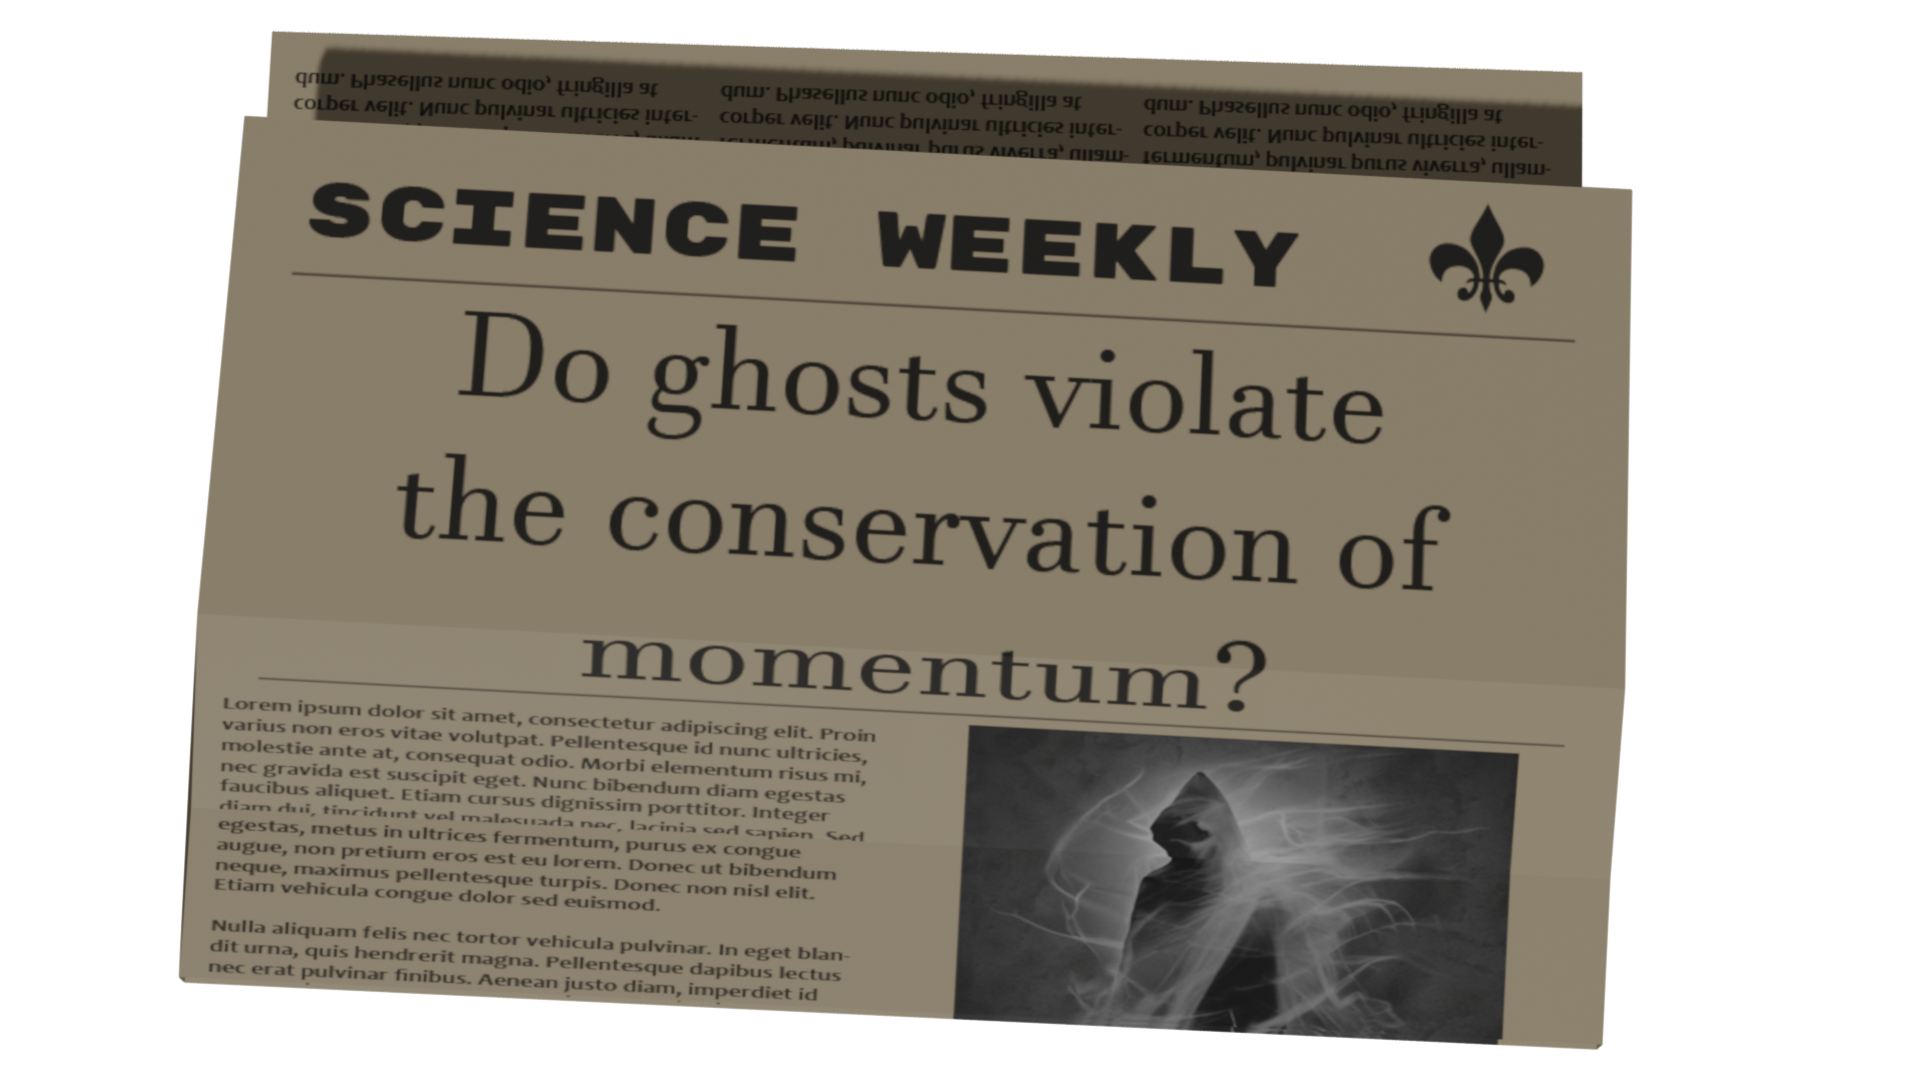 dum. Phasellus nunc odio, fringilla at
corper velit. Nunc pulvinar ultricies inter-
dum. Phasellus nunc odio, fringilla at
corper velit. Nunc pulvinar ultricies inter-
fermentum, pulvinar purus viverra, ullam-
dum. Phasellus nunc odio, fringilla at
corper velit. Nunc pulvinar ultricies inter-
fermentum, pulvinar purus viverra, ullam-
SCIENCE WEEKLY
Do ghosts violate
the conservation of
momentum?
Lorem ipsum dolor sit amet, consectetur adipiscing elit. Proin
varius non eros vitae volutpat. Pellentesque id nunc ultricies,
molestie ante at, consequat odio. Morbi elementum risus mi,
nec gravida est suscipit eget. Nunc bibendum diam egestas
faucibus aliquet. Etiam cursus dignissim porttitor. Integer
diam dui, tincidunt vel malesuada nec, lacinia sed sapien. Sed
egestas, metus in ultrices fermentum, purus ex congue
augue, non pretium eros est eu lorem. Donec ut bibendum
neque, maximus pellentesque turpis. Donec non nisl elit.
Etiam vehicula congue dolor sed euismod.
Nulla aliquam felis nec tortor vehicula pulvinar. In eget blan-
dit urna, quis hendrerit magna. Pellentesque dapibus lectus
nec erat pulvinar finibus. Aenean justo diam, imperdiet id